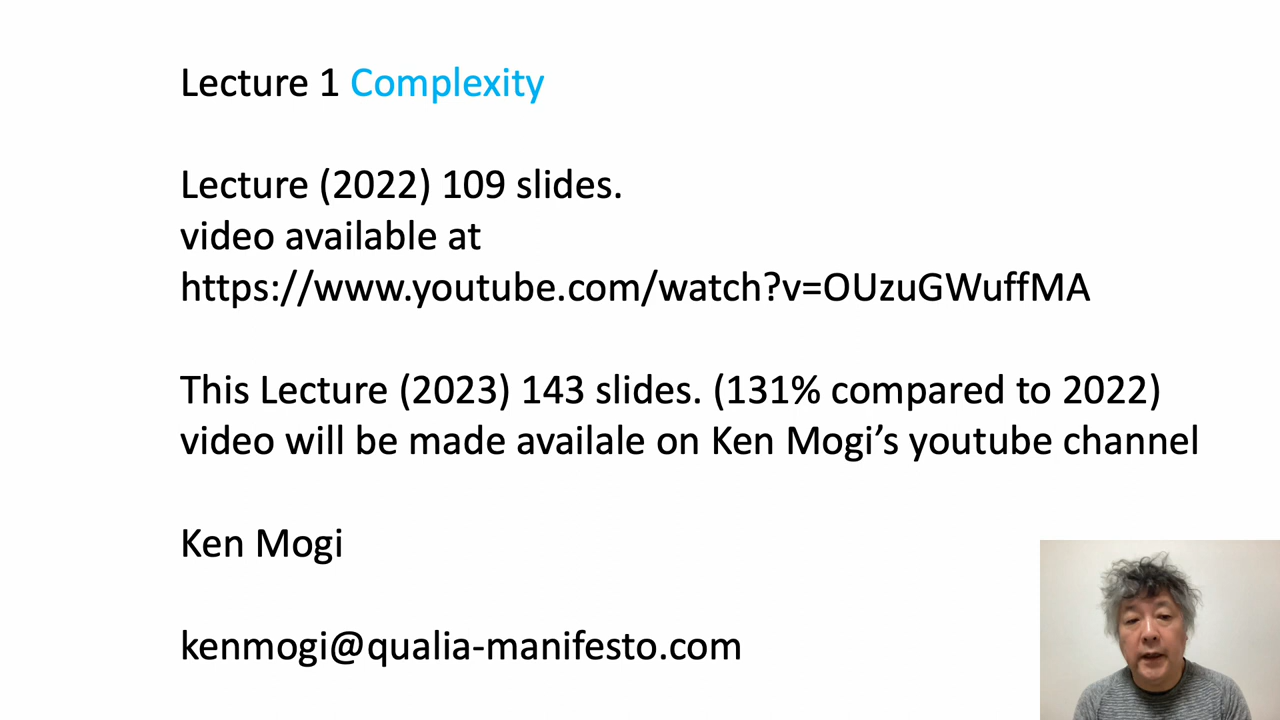 Lecture 1 Complexity
Lecture (2022) 109 slides.
video available at
https://www.youtube.com/watch?v=OUzuGWuffMA
This Lecture (2023) 143 slides. (131% compared to 2022)
video will be made availale on Ken Mogi’s youtube channel
Ken Mogi
kenmogi@qualia-manifesto.com